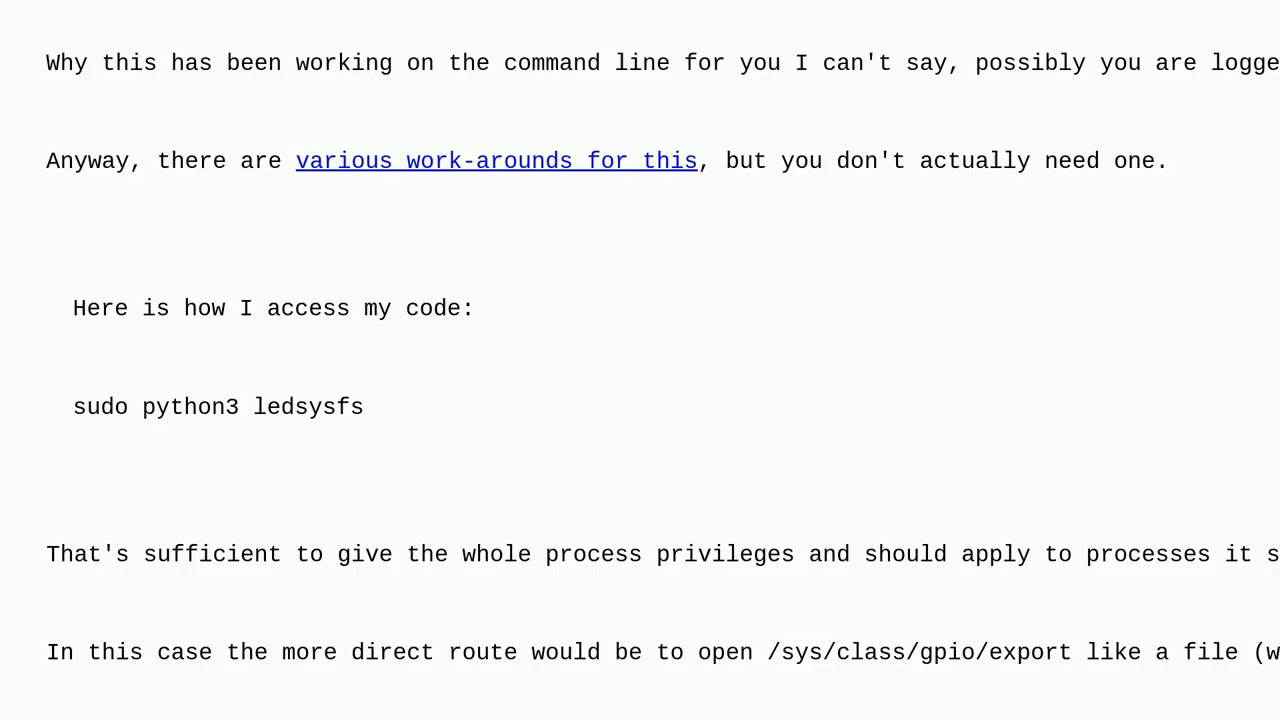 Why this has been working on the command line for you I can't say, possibly you are logge
Anyway, there are various work-arounds for this, but you don't actually need one.
Here is how I access my code:
sudo python3 ledsysfs
That's sufficient to give the whole process privileges and should apply to processes it s
In this case the more direct route would be to open /sys/class/gpio/export like a file (w